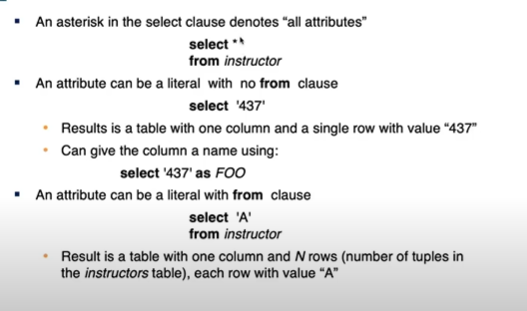 An asterisk in the select clause denotes “all attributes”
select *
from instructor
An attribute can be a literal with no from clause
select '437'
Results is a table with one column and a single row with value “437”
Can give the column a name using:
select '437' as FOO
An attribute can be a literal with from clause
select 'A'
from instructor
Result is a table with one column and N rows (number of tuples in
the instructors table), each row with value “A”